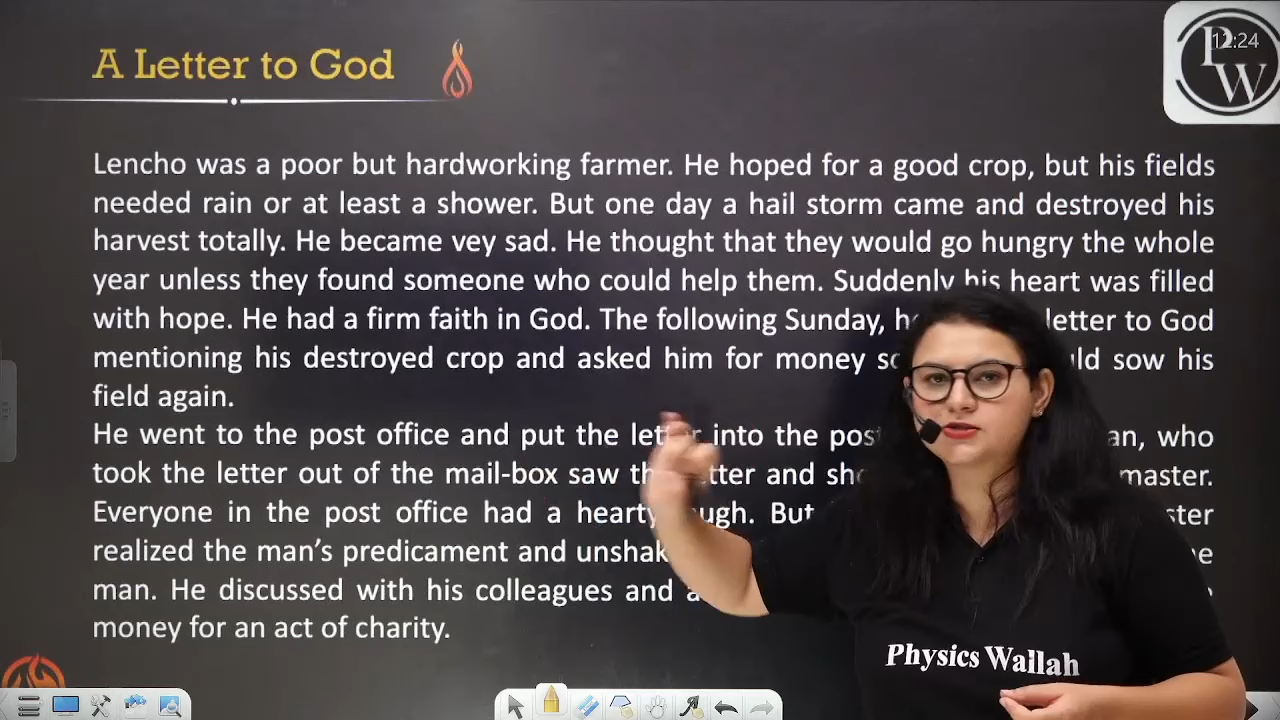 A Letter to God
12:24
PW
Lencho was a poor but hardworking farmer. He hoped for a good crop, but his fields
needed rain or at least a shower. But one day a hail storm came and destroyed his
harvest totally. He became vey sad. He thought that they would go hungry the whole
year unless they found someone who could help them. Suddenly his heart was filled
with hope. He had a firm faith in God. The following Sunday, letter to God
mentioning his destroyed crop and asked him for money sow his
field again.
He went to the post office and put the letter into the who
took the letter out of the mail-box saw the letter and master.
Everyone in the post office had a hearty laugh. But
realized the man's predicament and
man. He discussed with his colleagues and
money for an act of charity.
Physics Wallah